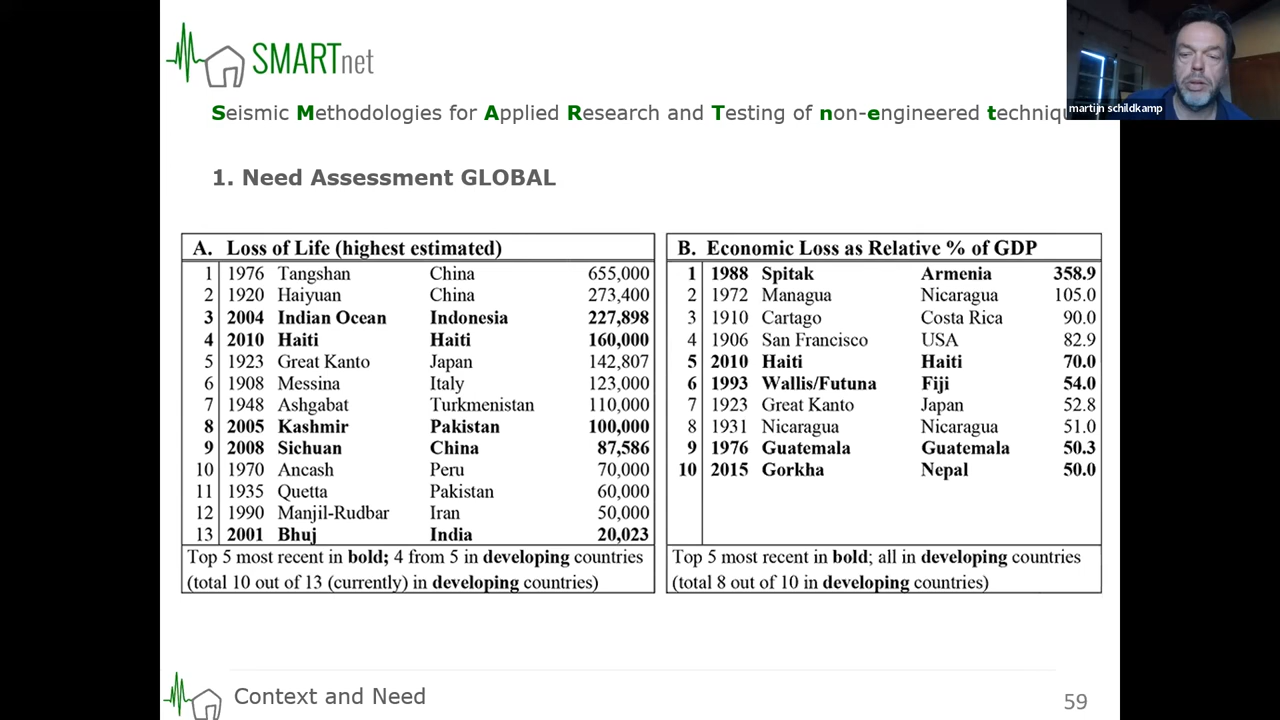 SMARTnet
martijn schildkamp
Seismic Methodologies for Applied Research and Testing of non-engineered techniqu
1. Need Assessment GLOBAL
A. Loss of Life (highest estimated)
1 1976 Tangshan China 655,000
2 1920 Haiyuan China 273,400
3 2004 Indian Ocean Indonesia 227,898
4 2010 Haiti Haiti 160,000
5 1923 Great Kanto Japan 142,807
6 1908 Messina Italy 123,000
7 1948 Ashgabat Turkmenistan 110,000
8 2005 Kashmir Pakistan 100,000
9 2008 Sichuan China 87,586
10 1970 Ancash Peru 70,000
11 1935 Quetta Pakistan 60,000
12 1990 Manjil-Rudbar Iran 50,000
13 2001 Bhuj India 20,023
Top 5 most recent in bold; 4 from 5 in developing countries
(total 10 out of 13 (currently) in developing countries)
B. Economic Loss as Relative % of GDP
1 1988 Spitak Armenia 358.9
2 1972 Managua Nicaragua 105.0
3 1910 Cartago Costa Rica 90.0
4 1906 San Francisco USA 82.9
5 2010 Haiti Haiti 70.0
6 1993 Wallis/Futuna Fiji 54.0
7 1923 Great Kanto Japan 52.8
8 1931 Nicaragua Nicaragua 51.0
9 1976 Guatemala Guatemala 50.3
10 2015 Gorkha Nepal 50.0
Top 5 most recent in bold; all in developing countries
(total 8 out of 10 in developing countries)
Context and Need
59